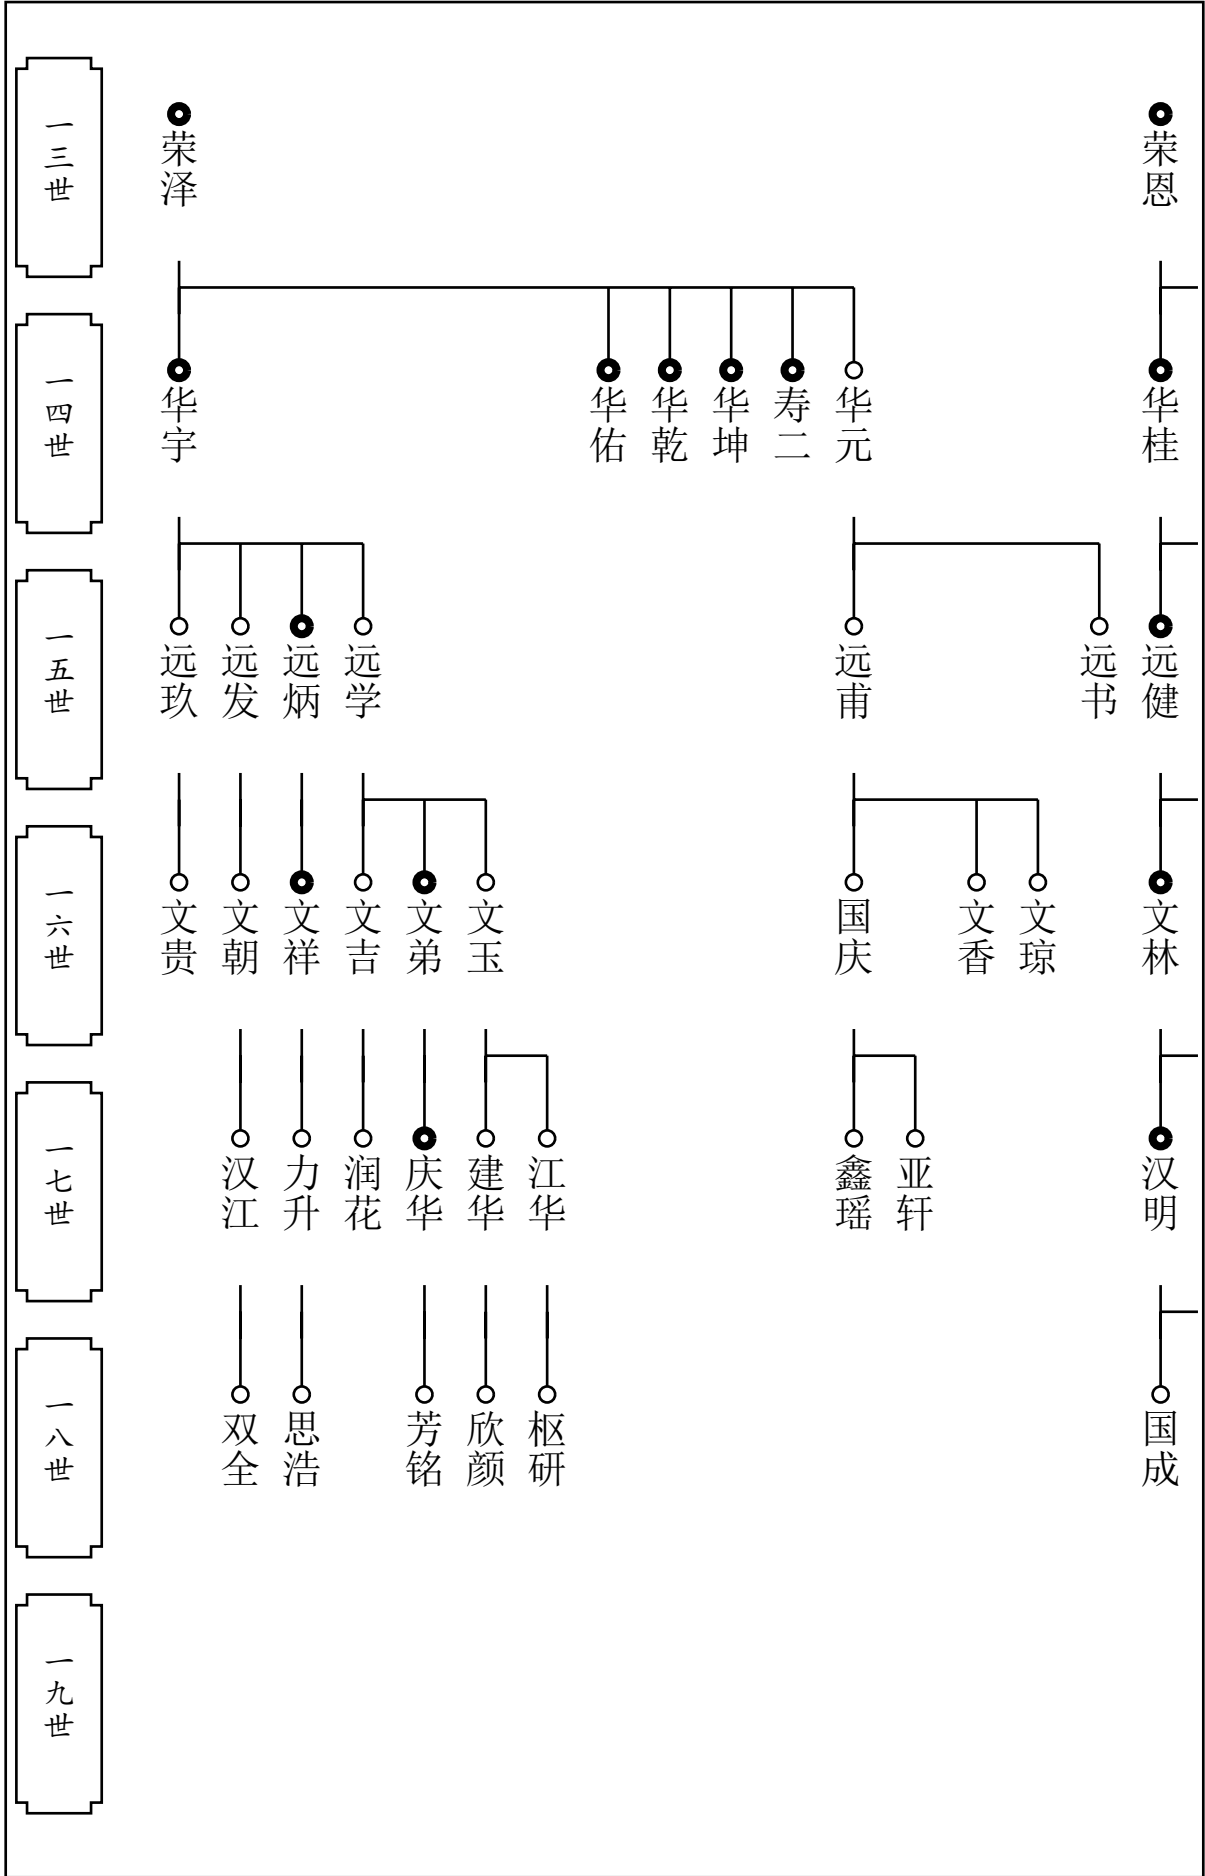 一三世
荣泽
荣恩
一四世
华宇
华佑
华乾
华坤
寿二
华元
华桂
一五世
远玖
远发
远炳
远学
远甫
远书
远健
一六世
文贵
文朝
文祥
文吉
文弟
文玉
国庆
文香
文琼
文林
一七世
汉江
力升
润花
庆华
建华
江华
鑫瑶
亚轩
汉明
一八世
双全
思浩
芳铭
欣颜
枢研
国成
一九世